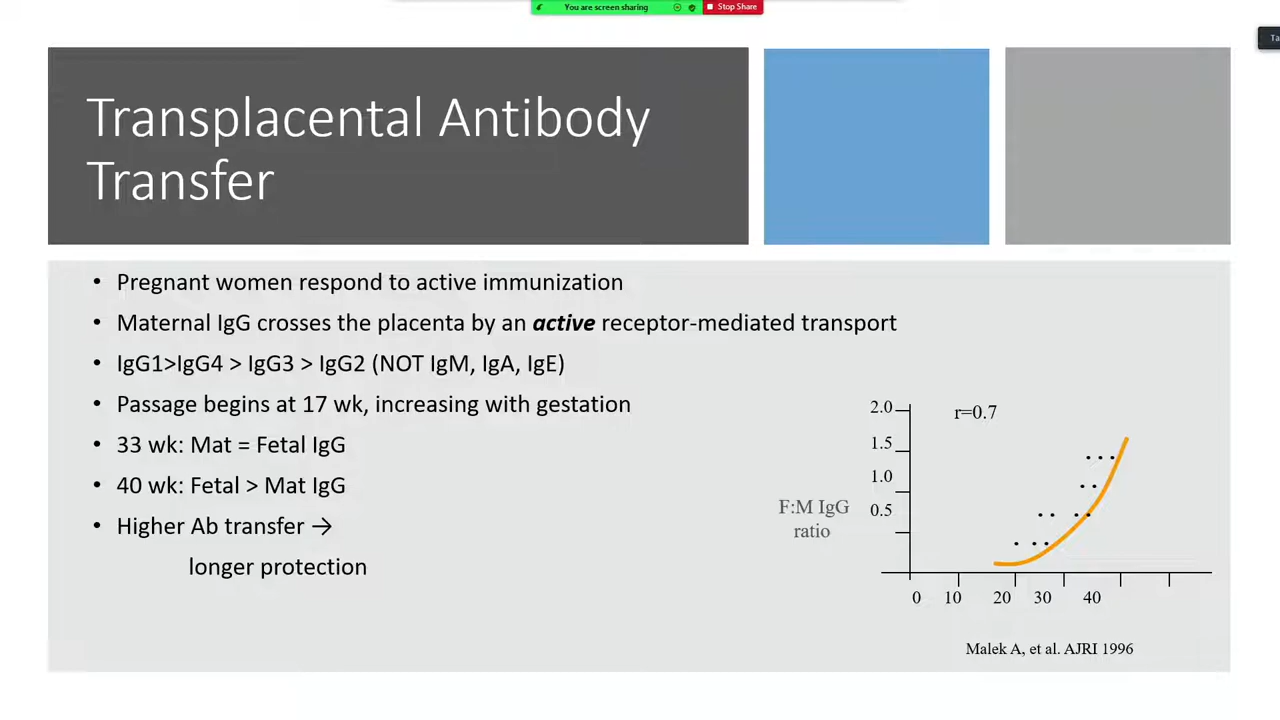 You are screen sharing
Stop Share
Ta
Transplacental Antibody
Transfer
• Pregnant women respond to active immunization
• Maternal IgG crosses the placenta by an active receptor-mediated transport
• IgG1>IgG4 > IgG3 > IgG2 (NOT IgM, IgA, IgE)
• Passage begins at 17 wk, increasing with gestation
• 33 wk: Mat = Fetal IgG
• 40 wk: Fetal > Mat IgG
• Higher Ab transfer →
longer protection
2.0
r=0.7
1.5
1.0
0.5
F:M IgG
ratio
0 10 20 30 40
Malek A, et al. AJRI 1996